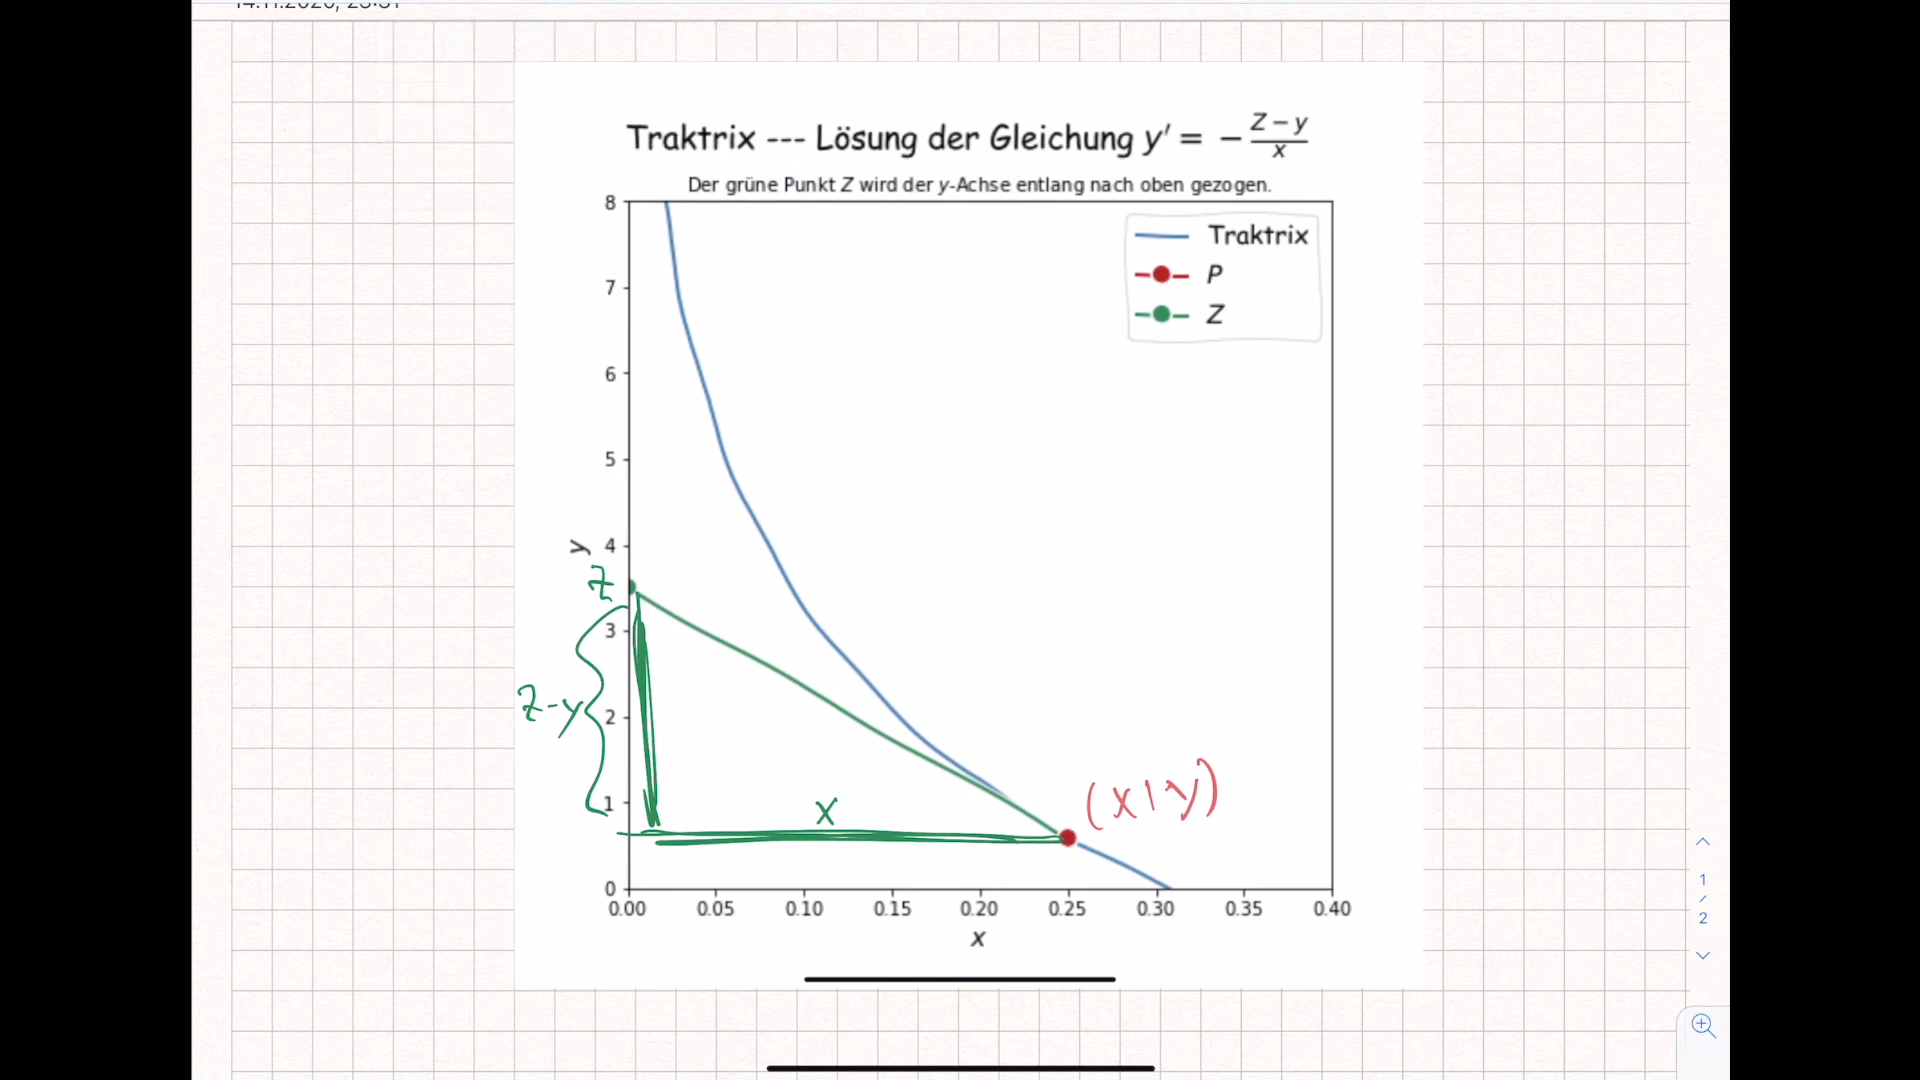 Traktrix --- Lösung der Gleichung y′ = − Z − y / x
Der grüne Punkt Z wird der y-Achse entlang nach oben gezogen.
8
Traktrix
P
7
Z
6
5
y
4
Z
3
Z-y
2
(x|y)
1
x
0
0.00 0.05 0.10 0.15 0.20 0.25 0.30 0.35 0.40
x
1
/
2